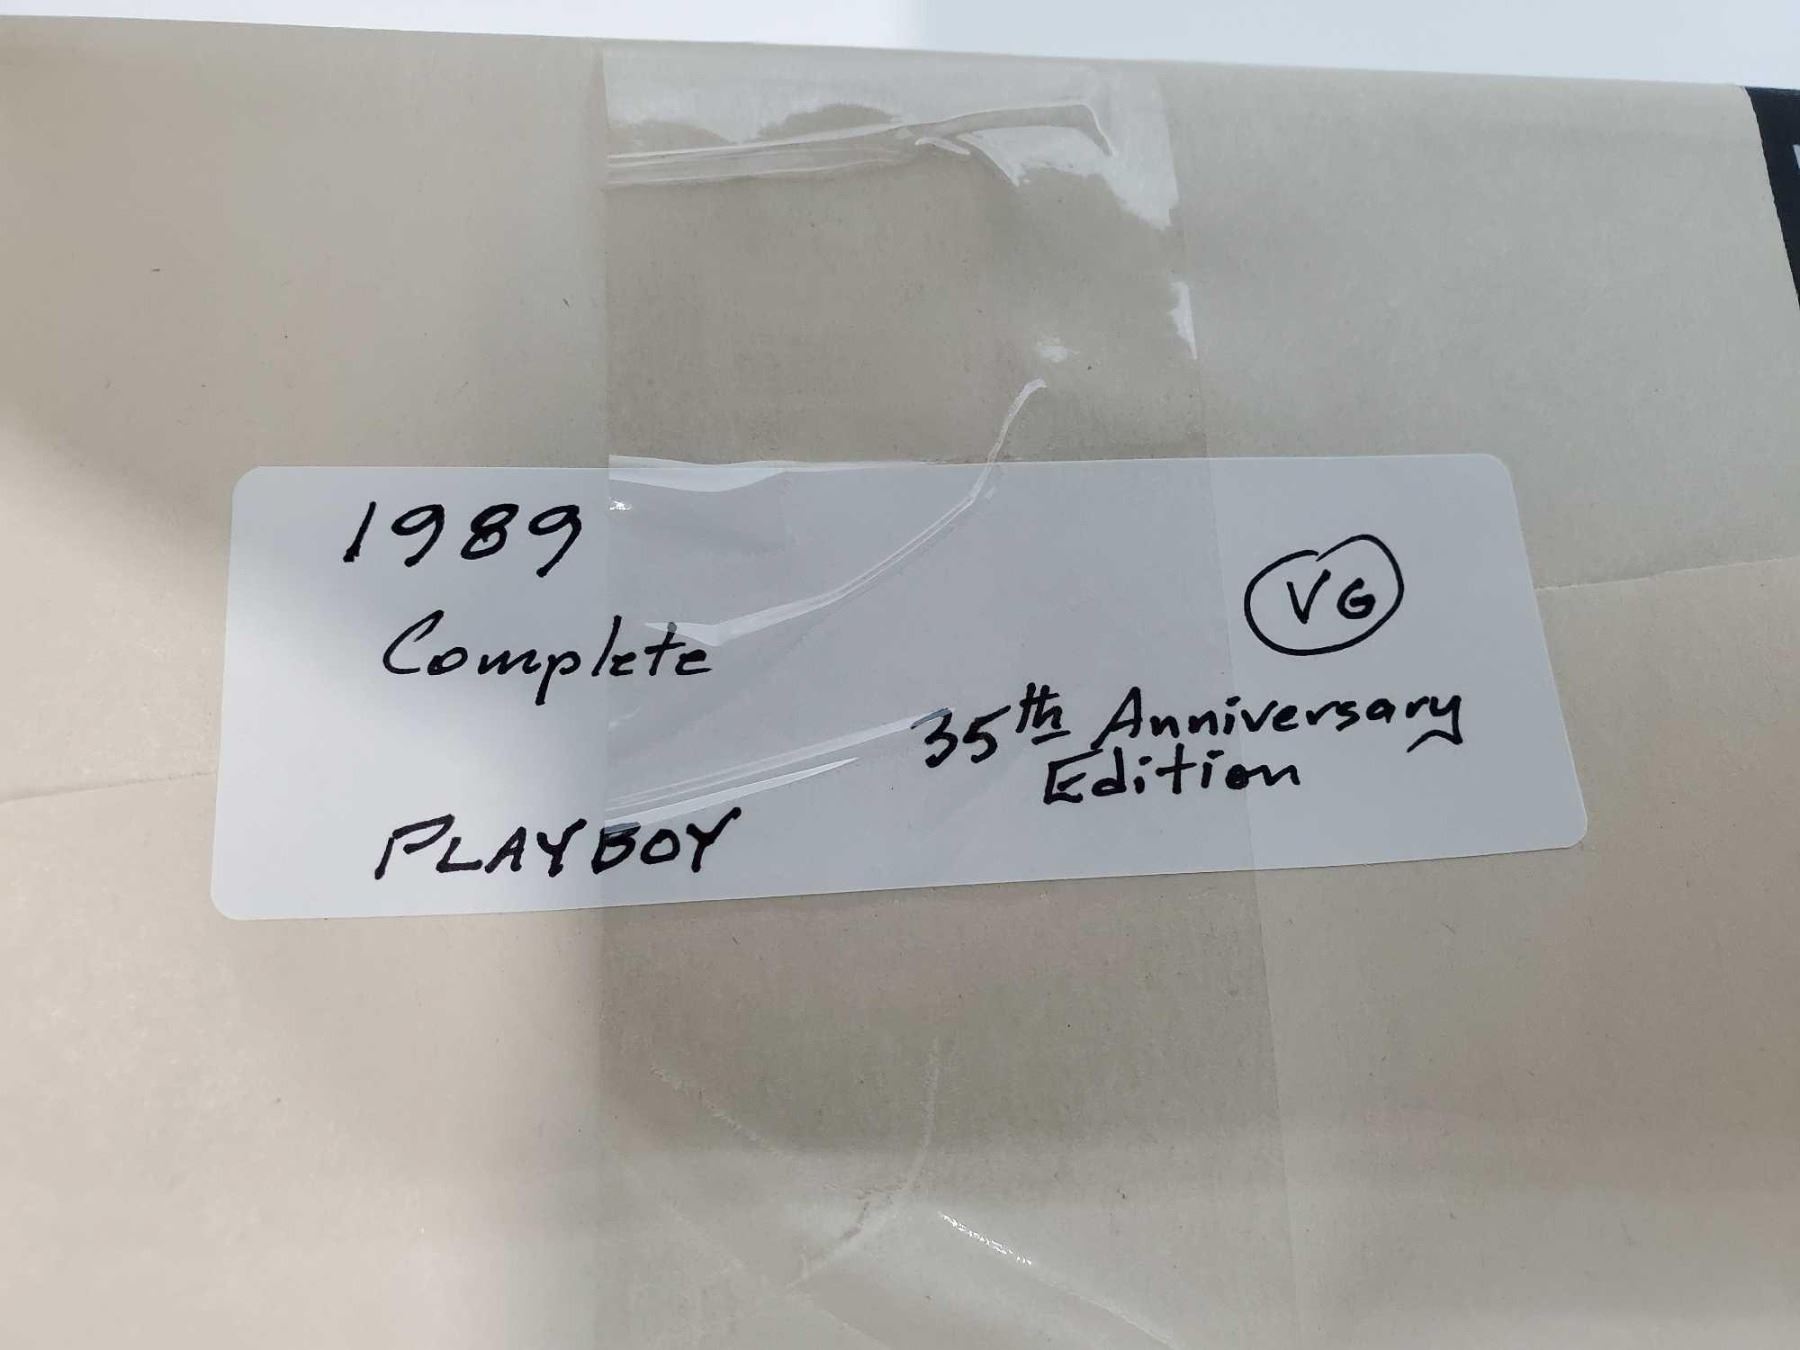 1989
VG
Complete
35th Anniversary
Edition
PLAYBOY